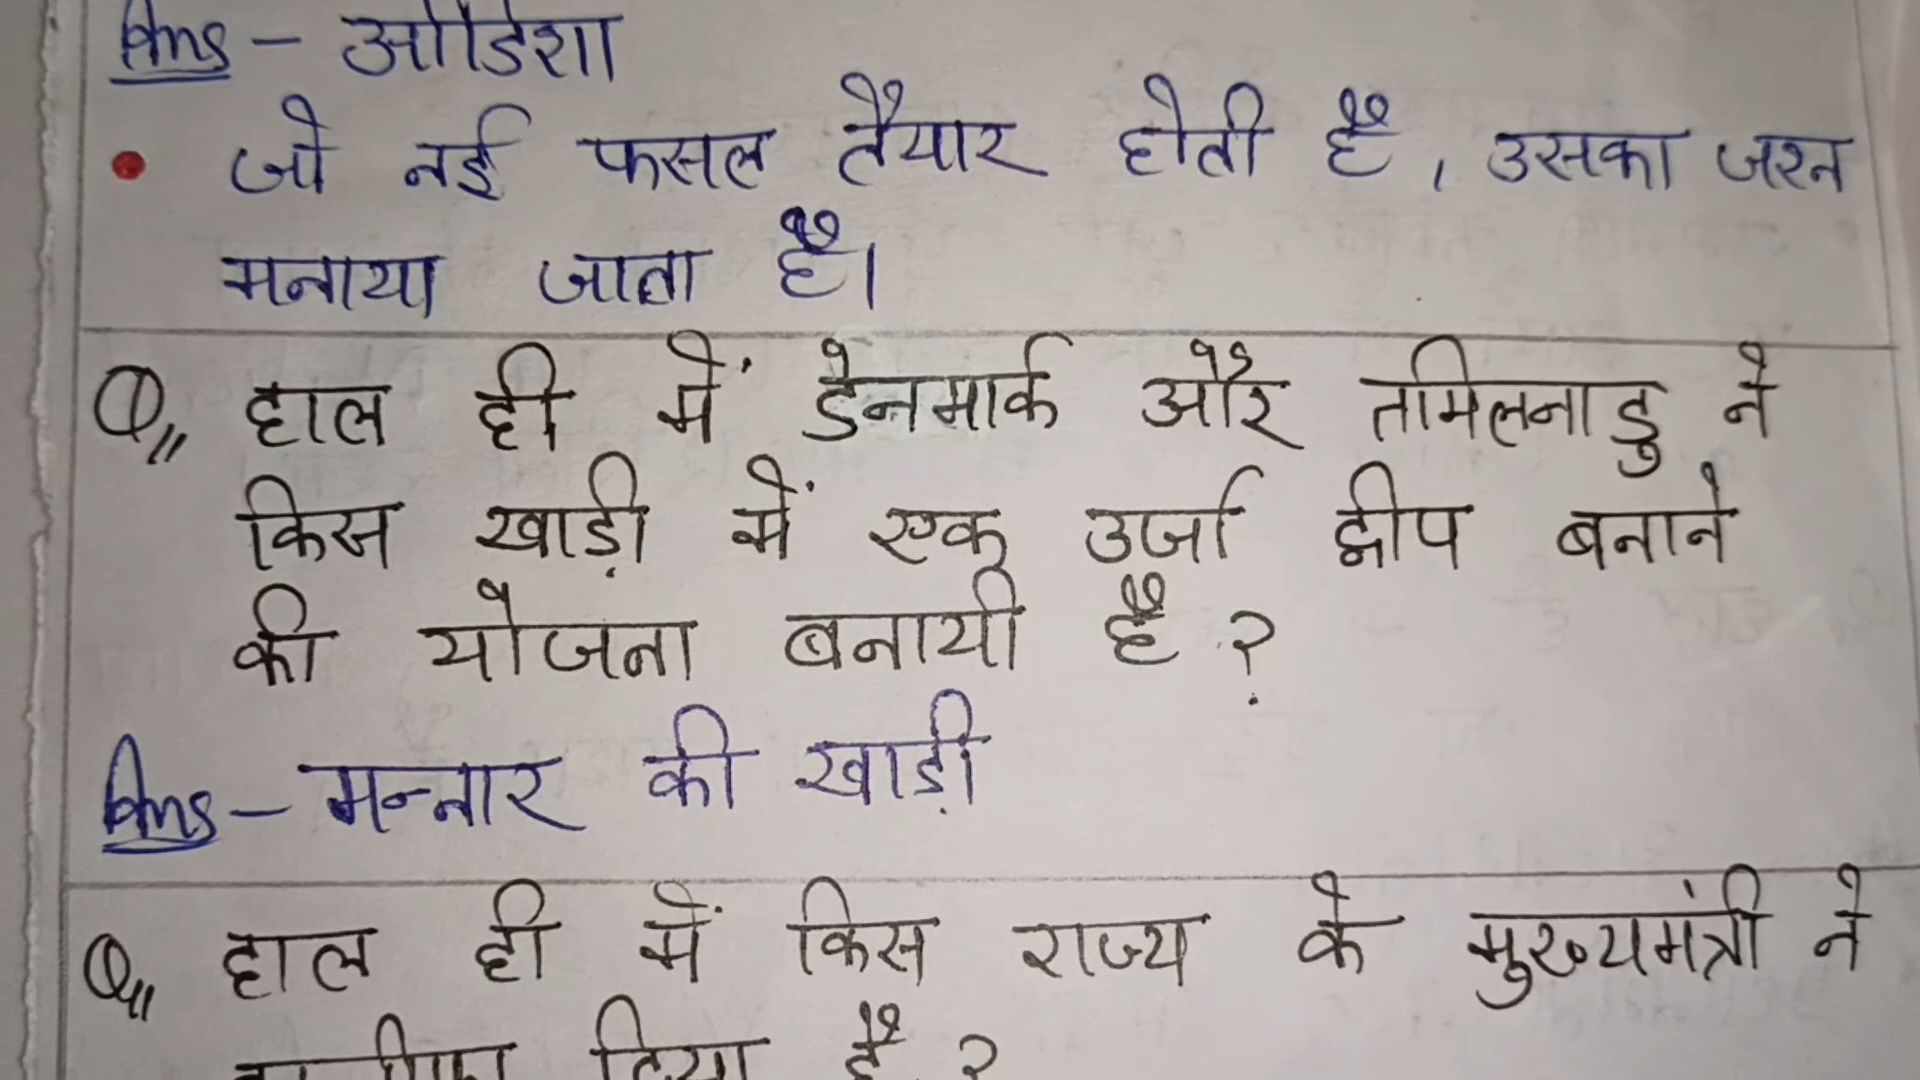 Ans - ओडिशा
• जो नई फसल तैयार होती है, उसका जश्न
मनाया जाता है।
Q,, हाल ही में डेनमार्क और तमिलनाडु ने
किस खाड़ी में एक उर्जा द्वीप बनाने
की योजना बनायी है ?
Ans - मन्नार की खाड़ी
Q,, हाल ही में किस राज्य के मुख्यमंत्री ने
दिया है ?